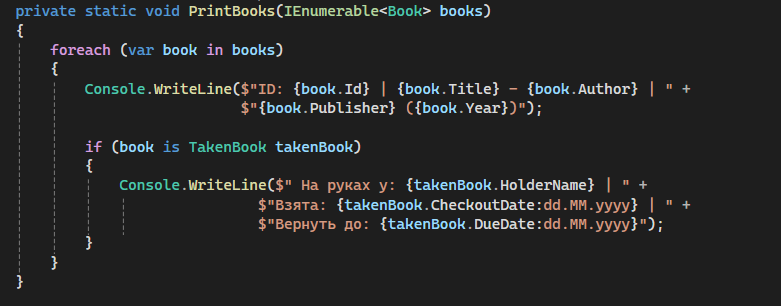 private static void PrintBooks(IEnumerable<Book> books)
{
foreach (var book in books)
{
Console.WriteLine($"ID: {book.Id} | {book.Title} - {book.Author} | " +
$"{book.Publisher} ({book.Year})");
if (book is TakenBook takenBook)
{
Console.WriteLine($" На руках у: {takenBook.HolderName} | " +
$"Взята: {takenBook.CheckoutDate:dd.MM.yyyy} | " +
$"Вернуть до: {takenBook.DueDate:dd.MM.yyyy}");
}
}
}